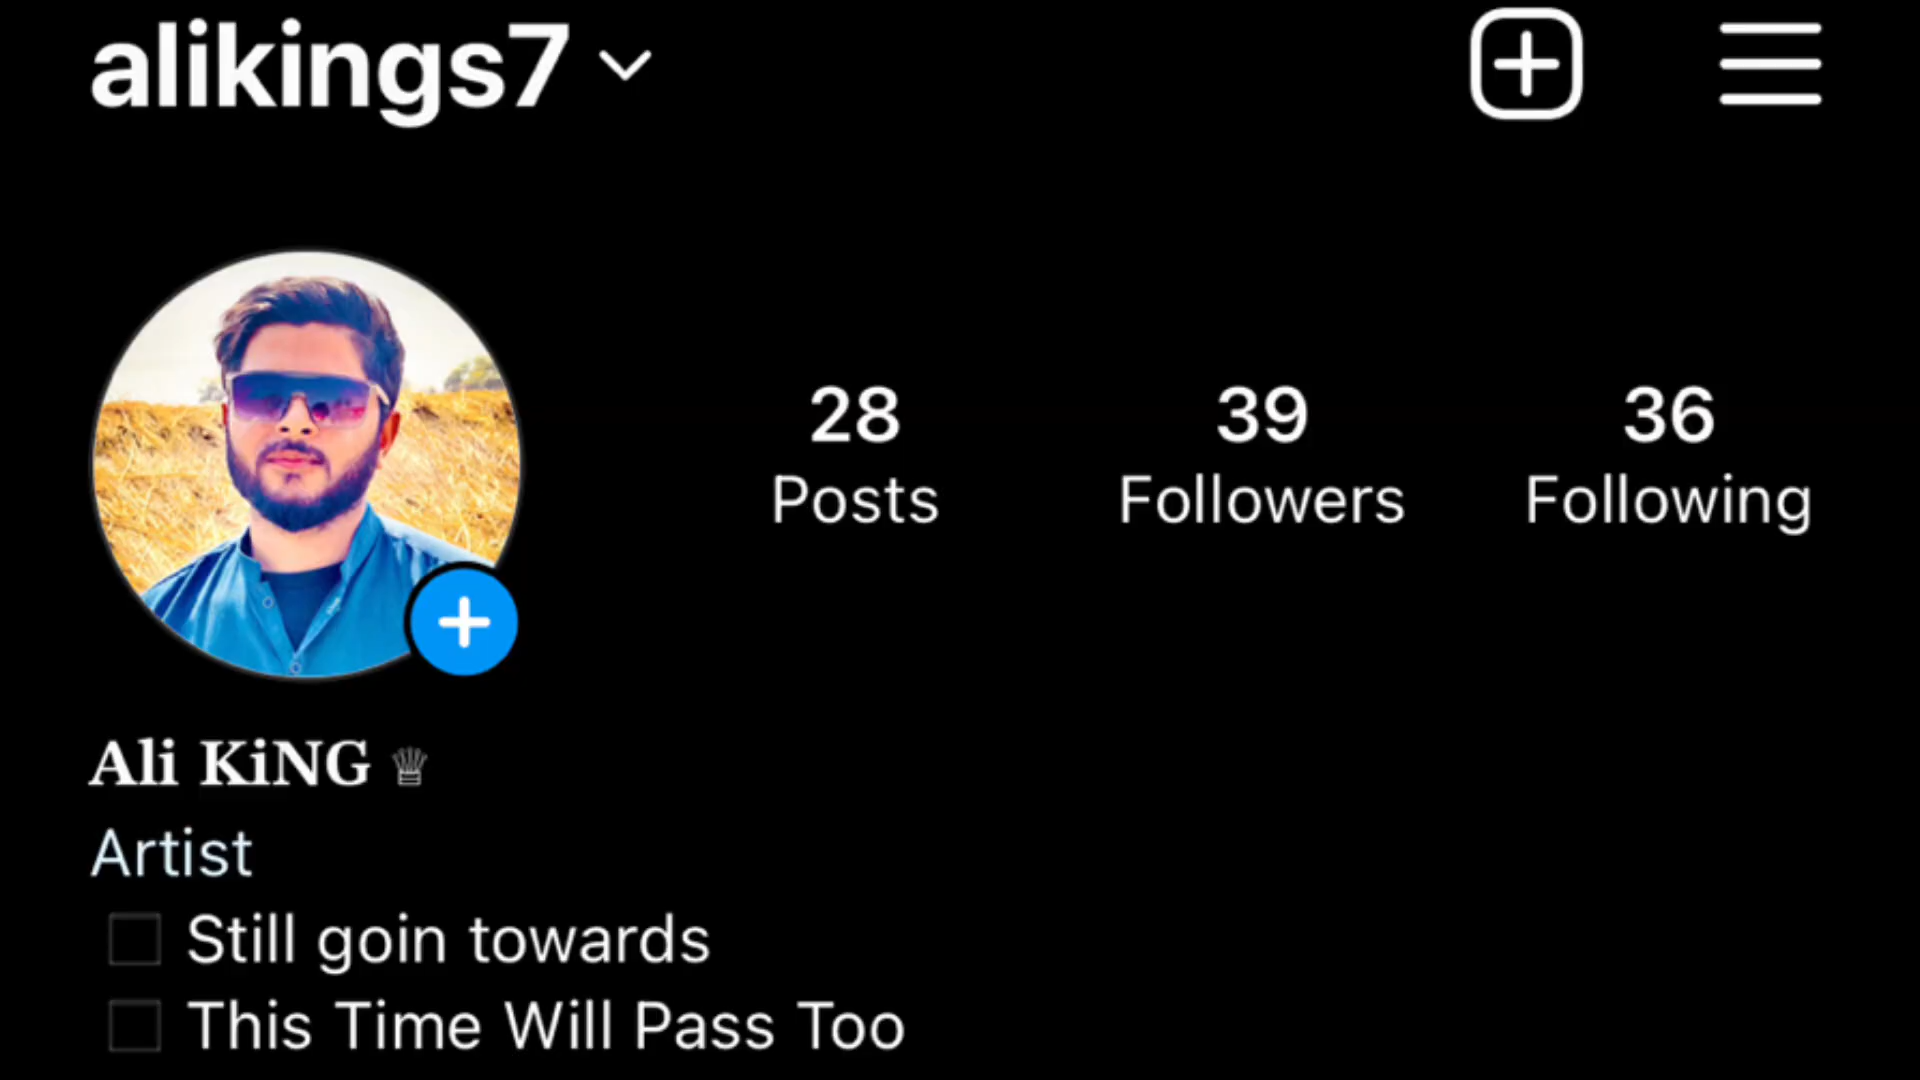 alikings7
28
39
36
Posts
Followers
Following
Ali KiNG ♕
Artist
Still goin towards
This Time Will Pass Too